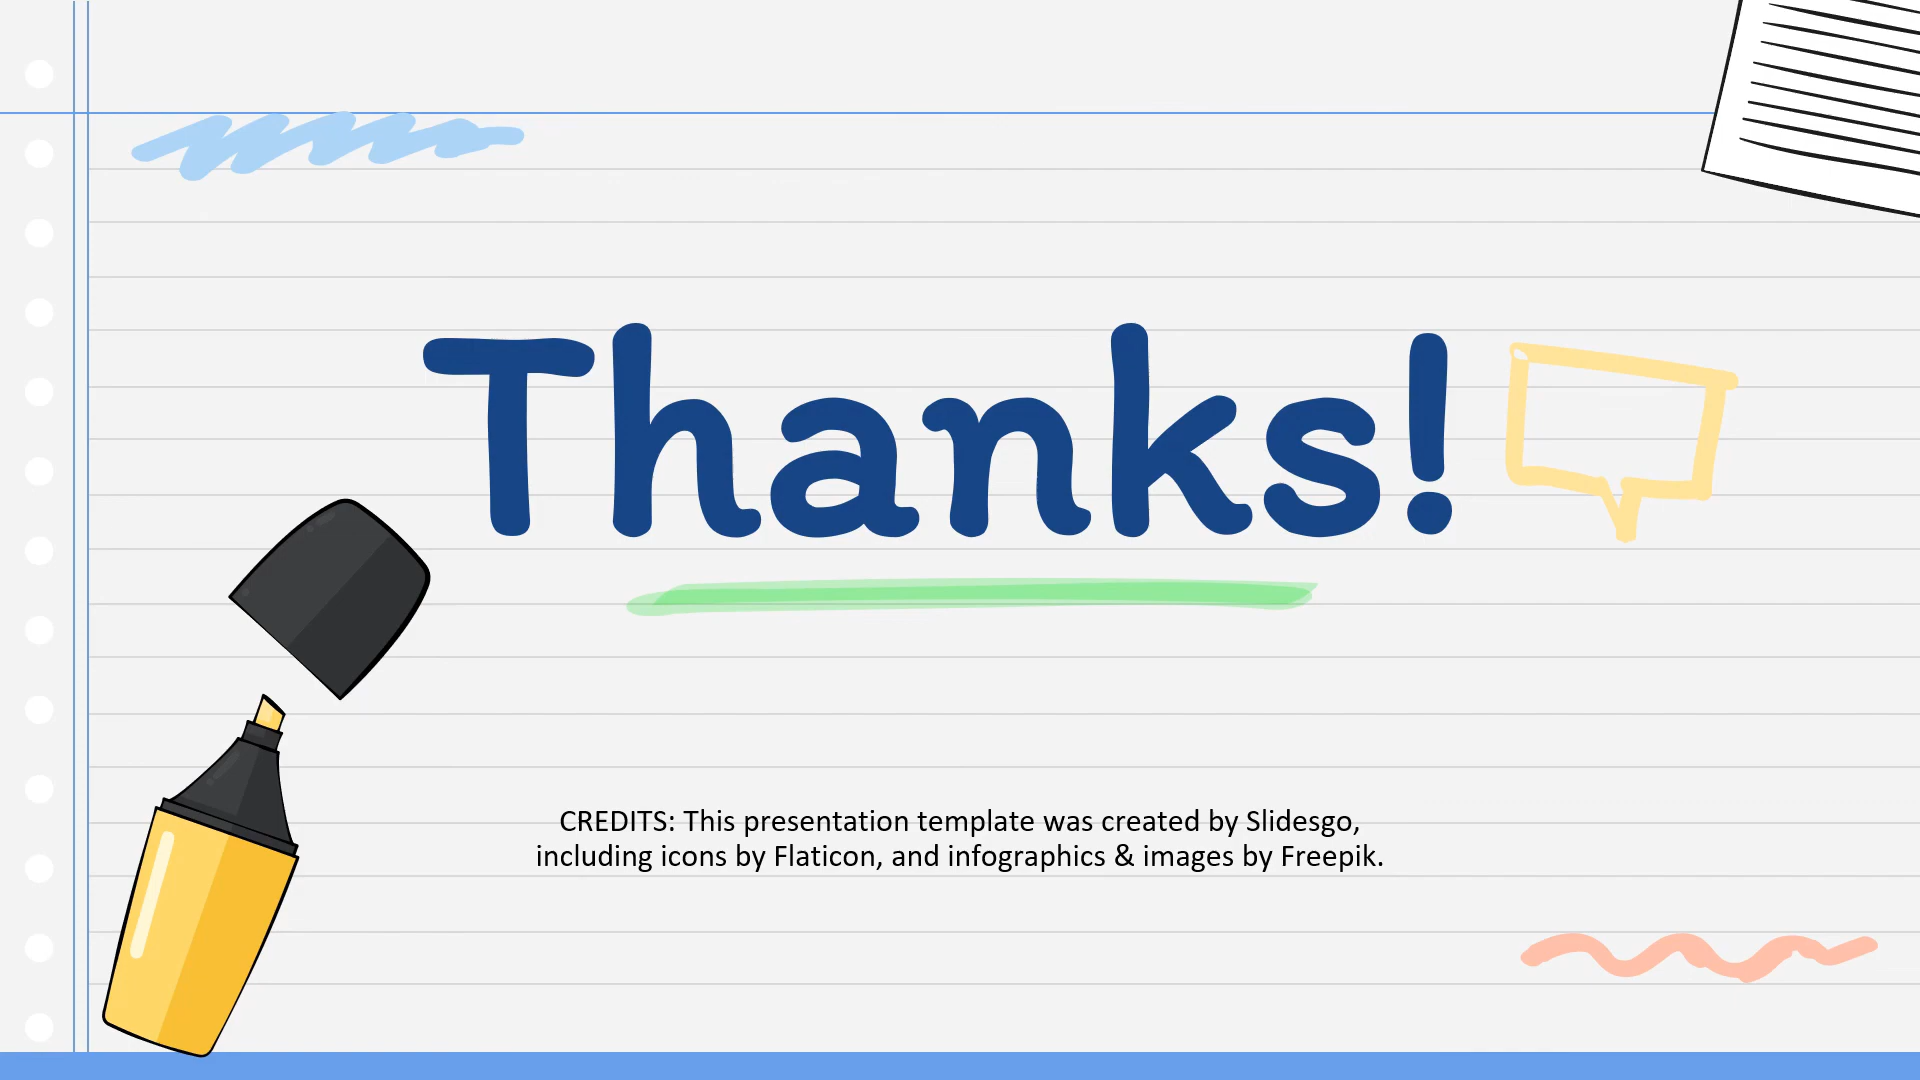 Thanks!
CREDITS: This presentation template was created by Slidesgo,
including icons by Flaticon, and infographics & images by Freepik.